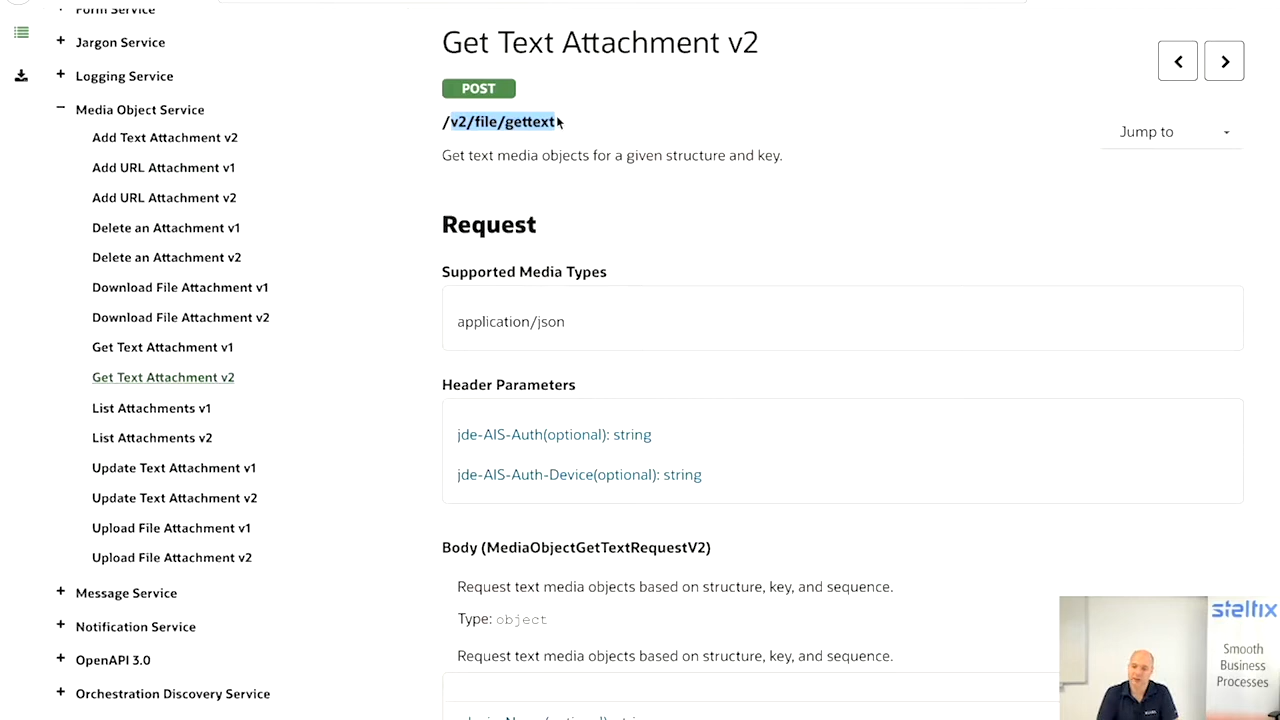 Form Service
Jargon Service
Logging Service
Media Object Service
Add Text Attachment v2
Add URL Attachment v1
Add URL Attachment v2
Delete an Attachment v1
Delete an Attachment v2
Download File Attachment v1
Download File Attachment v2
Get Text Attachment v1
Get Text Attachment v2
List Attachments v1
List Attachments v2
Update Text Attachment v1
Update Text Attachment v2
Upload File Attachment v1
Upload File Attachment v2
Message Service
Notification Service
OpenAPI 3.0
Orchestration Discovery Service
Get Text Attachment v2
POST
/v2/file/gettext
Get text media objects for a given structure and key.
Jump to
Request
Supported Media Types
application/json
Header Parameters
jde-AIS-Auth(optional): string
jde-AIS-Auth-Device(optional): string
Body (MediaObjectGetTextRequestV2)
Request text media objects based on structure, key, and sequence.
Type: object
Request text media objects based on structure, key, and sequence.
steltix
Smooth
Business
Processes